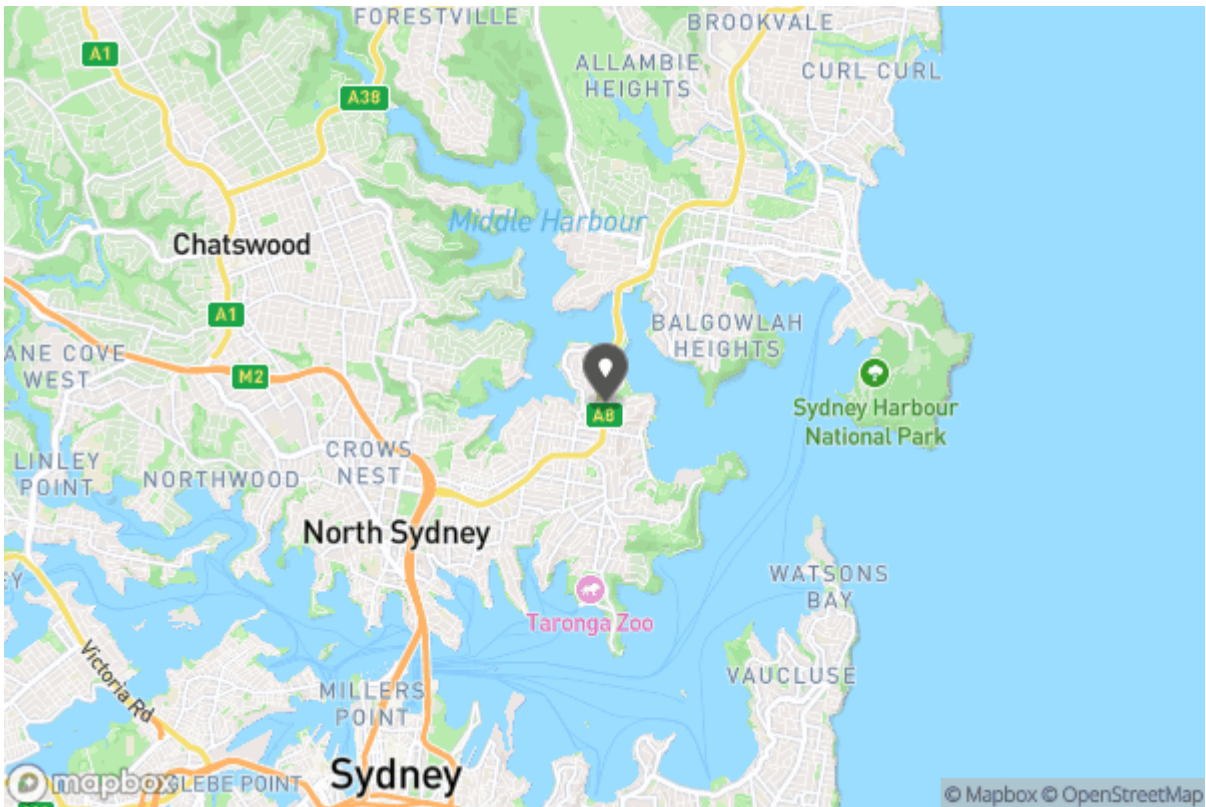 FORESTVILLE
BROOKVALE
A1
ALLAMBIE
HEIGHTS
CURL CURL
A38
Middle Harbour
Chatswood
A1
BALGOWLAH
HEIGHTS
ANE COVE
WEST
M2
A8
Sydney Harbour
National Park
CROWS
NEST
LINLEY
POINT
NORTHWOOD
North Sydney
EY
WATSONS
BAY
Taronga Zoo
Victoria Rd
VAUCLUSE
MILLERS
POINT
Sydney
mapbox
GLEBE POINT
© Mapbox © OpenStreetMap